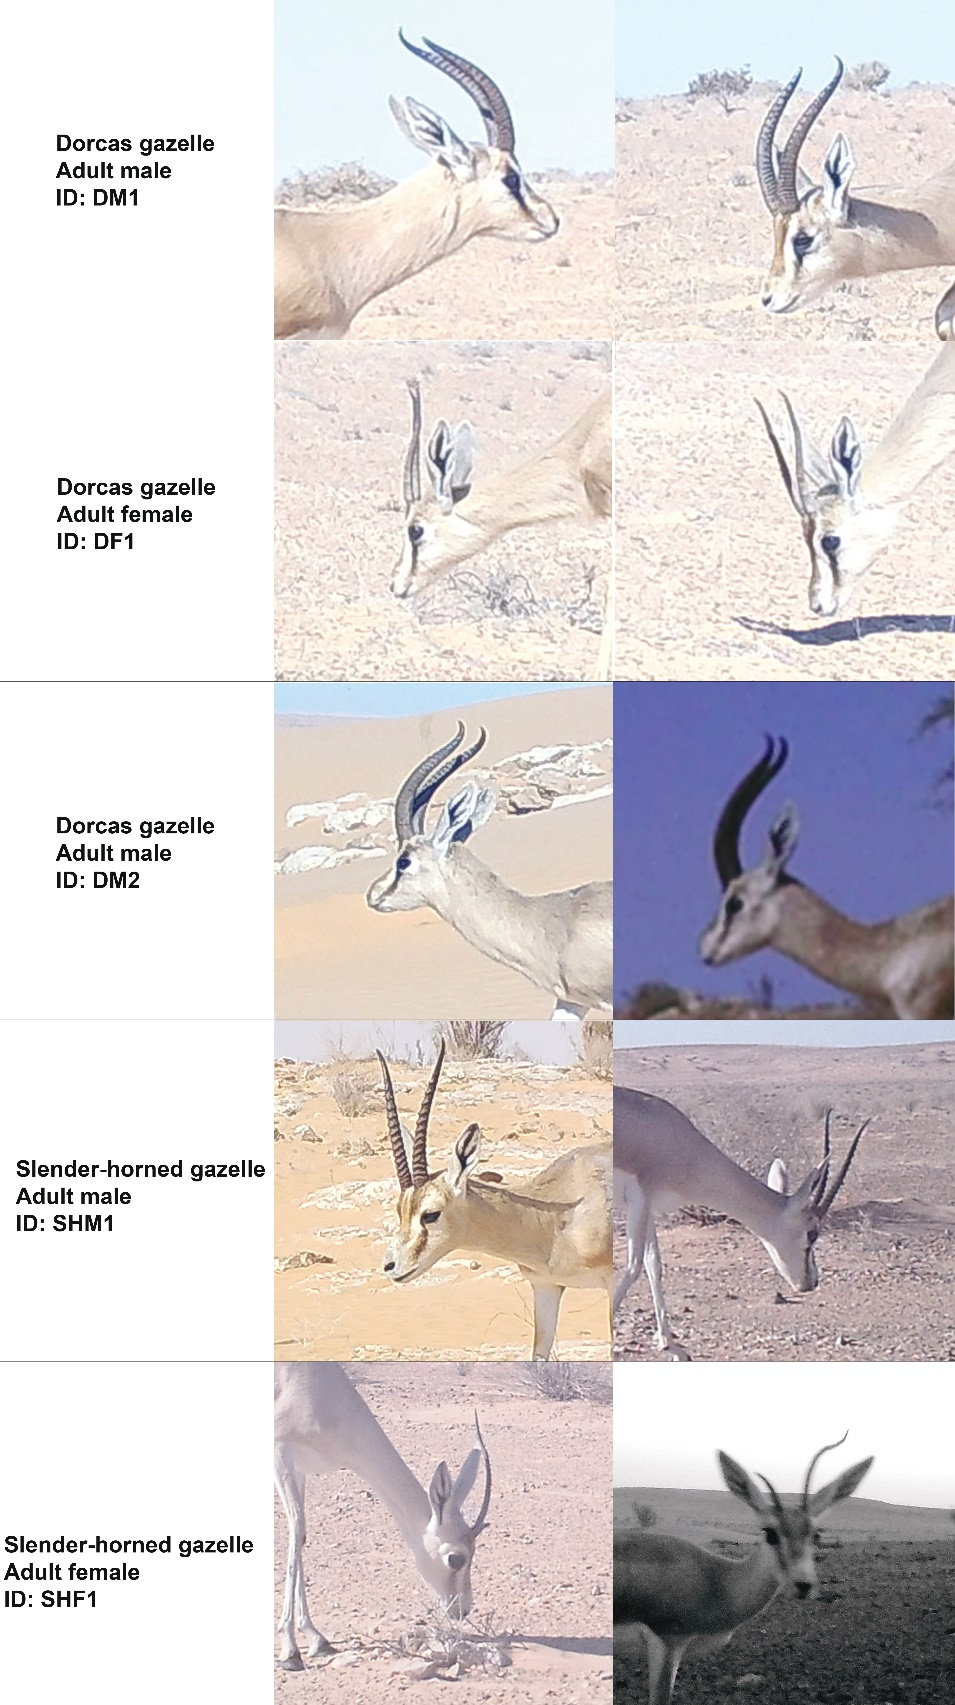 Dorcas gazelle
Adult male
ID: DM1
Dorcas gazelle
Adult female
ID: DF1
Dorcas gazelle
Adult male
ID: DM2
Slender-horned gazelle
Adult male
ID: SHM1
Slender-horned gazelle
Adult female
ID: SHF1